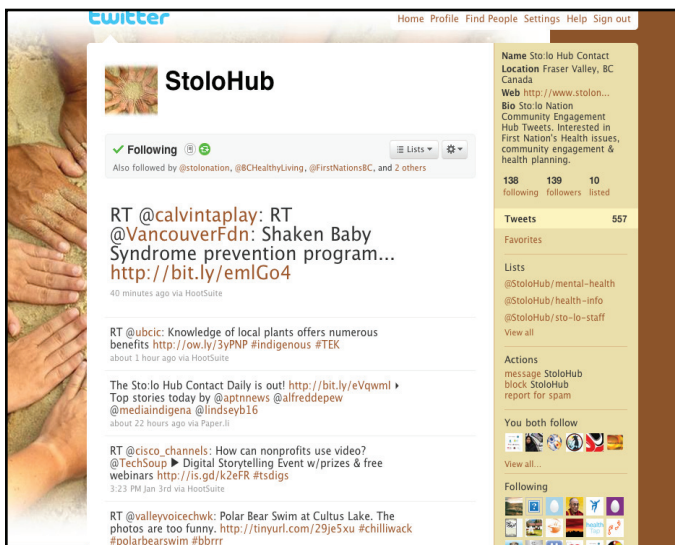 twitter
Home Profile Find People Settings Help Sign out
StoloHub
Following
Lists
Also followed by @stolonation, @BCHealthyLiving, @FirstNationsBC, and 2 others
RT @calvintaplay: RT
@VancouverFdn: Shaken Baby
Syndrome prevention program...
http://bit.ly/emlGo4
40 minutes ago via HootSuite
RT @ubcic: Knowledge of local plants offers numerous
benefits http://ow.ly/3yPNP #indigenous #TEK
about 1 hour ago via HootSuite
The Sto:lo Hub Contact Daily is out! http://bit.ly/eVqwml ▸
Top stories today by @aptnnews @alfreddepew
@mediaindigena @lindseyb16
about 22 hours ago via Paper.li
RT @cisco_channels: How can nonprofits use video?
@TechSoup ▶ Digital Storytelling Event w/prizes & free
webinars http://is.gd/k2eFR #tsdigs
3:23 PM Jan 3rd via HootSuite
RT @valleyvoicechwk: Polar Bear Swim at Cultus Lake. The
photos are too funny. http://tinyurl.com/29je5xu #chilliwack
#polarbearswim #bbrrr
Name Sto:lo Hub Contact
Location Fraser Valley, BC
Canada
Web http://www.stolon...
Bio Sto:lo Nation
Community Engagement
Hub Tweets. Interested in
First Nation's Health issues,
community engagement &
health planning.
138 139 10
following followers listed
Tweets 557
Favorites
Lists
@StoloHub/mental-health
@StoloHub/health-info
@StoloHub/sto-lo-staff
View all
Actions
message StoloHub
block StoloHub
report for spam
You both follow
View all...
Following